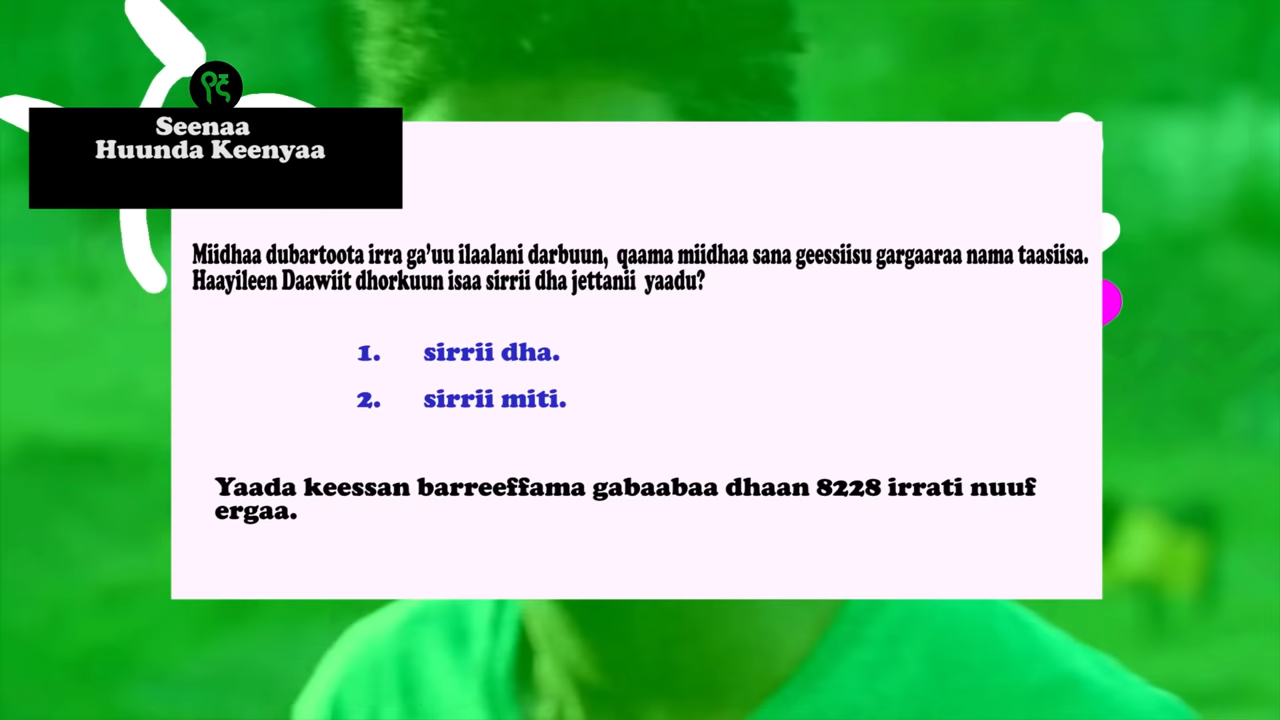 Seenaa
Huunda Keenyaa
Miidhaa dubartoota irra ga'uu ilaalani darbuun, qaama miidhaa sana geessiisu gargaaraa nama taasiisa.
Haayileen Daawiit dhorkuun isaa sirrii dha jettanii yaadu?
1. sirrii dha.
2. sirrii miti.
Yaada keessan barreeffama gabaabaa dhaan 8228 irrati nuuf
ergaa.